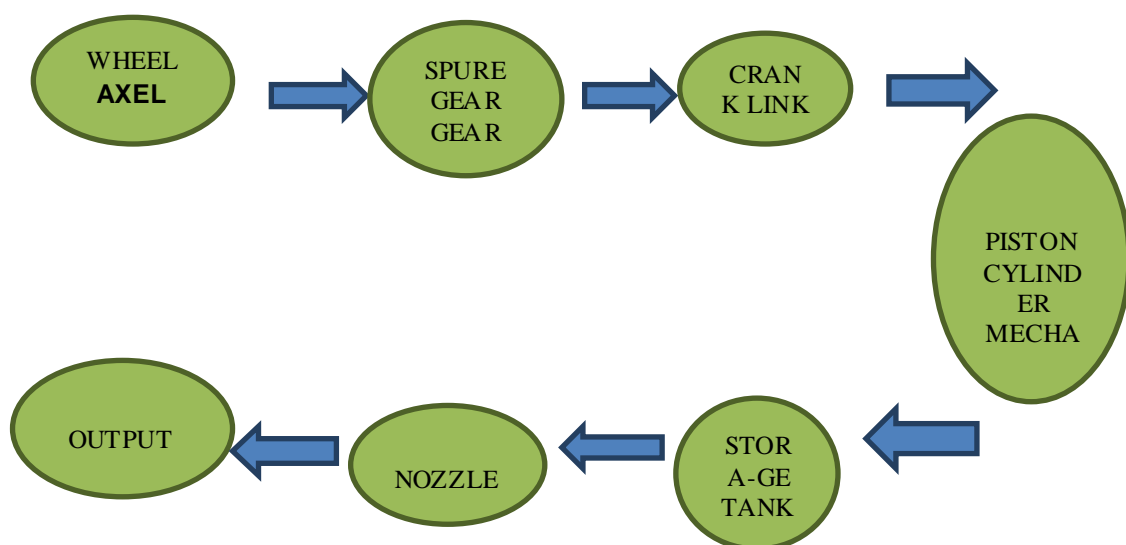 WHEEL
AXEL
SPURE
GEAR
GEAR
CRAN
K LINK
PISTON
CYLIND
ER
MECHA
STOR
A-GE
TANK
NOZZLE
OUTPUT